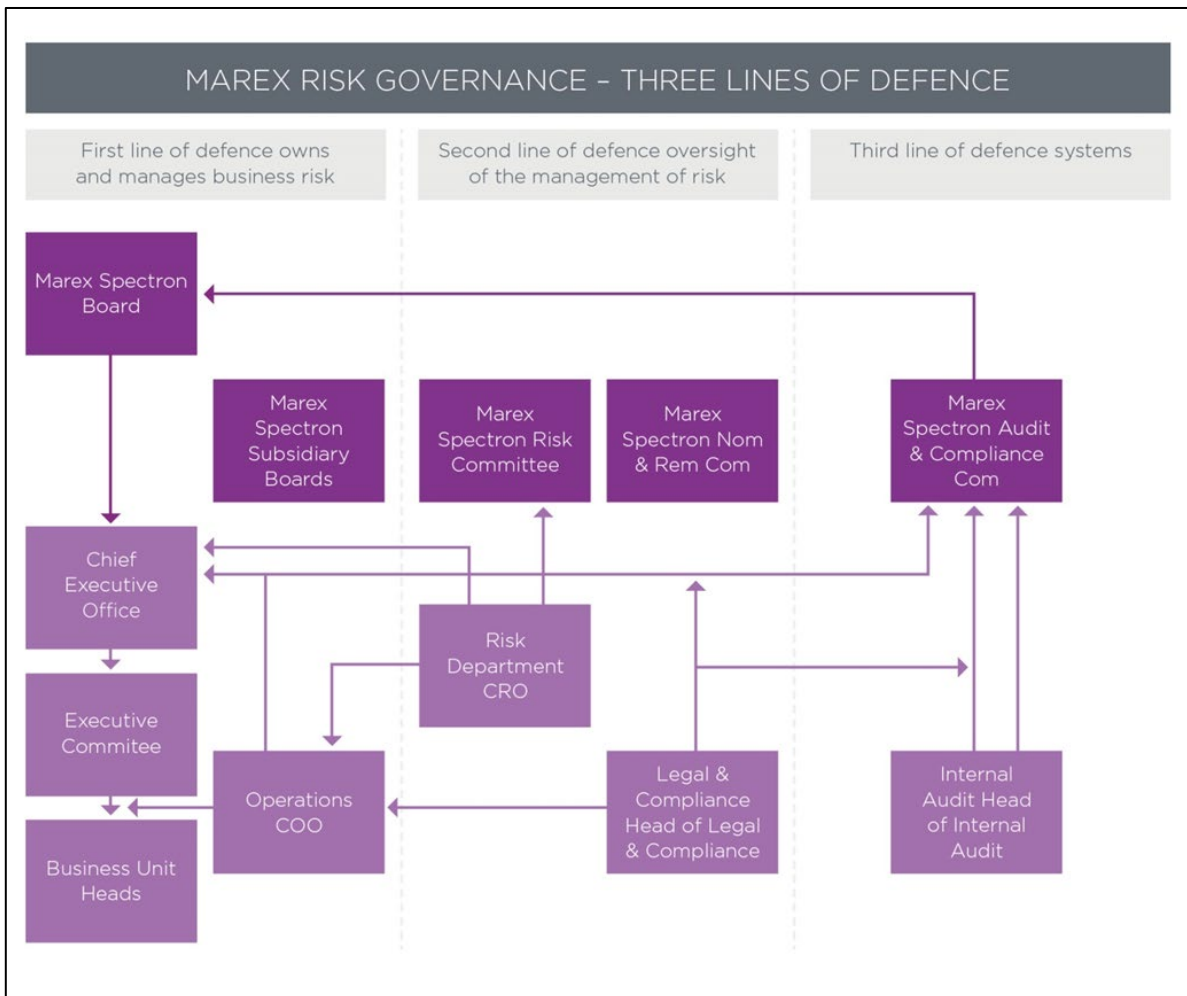 MAREX RISK GOVERNANCE – THREE LINES OF DEFENCE
First line of defence owns
and manages business risk
Second line of defence oversight
of the management of risk
Third line of defence systems
Marex Spectron
Board
Marex
Spectron
Subsidiary
Boards
Marex
Spectron Risk
Committee
Marex
Spectron Nom
& Rem Com
Marex
Spectron Audit
& Compliance
Com
Chief
Executive
Office
Risk
Department
CRO
Executive
Commitee
Operations
COO
Legal &
Compliance
Head of Legal
& Compliance
Internal
Audit Head
of Internal
Audit
Business Unit
Heads